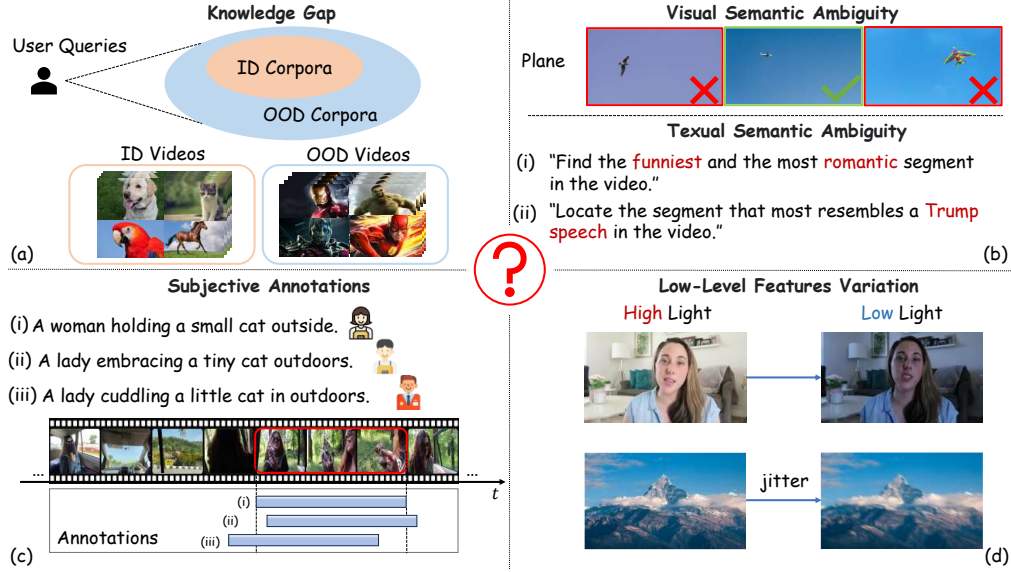 Knowledge Gap
User Queries
ID Corpora
OOD Corpora
ID Videos
OOD Videos
(a)
Visual Semantic Ambiguity
Plane
Texual Semantic Ambiguity
(i) “Find the funniest and the most romantic segment
in the video.”
(ii) “Locate the segment that most resembles a Trump
speech in the video.”
(b)
?
Subjective Annotations
(i) A woman holding a small cat outside.
(ii) A lady embracing a tiny cat outdoors.
(iii) A lady cuddling a little cat in outdoors.
... ...
t
(i)
(ii)
(iii)
Annotations
(c)
Low-Level Features Variation
High Light
Low Light
jitter
(d)